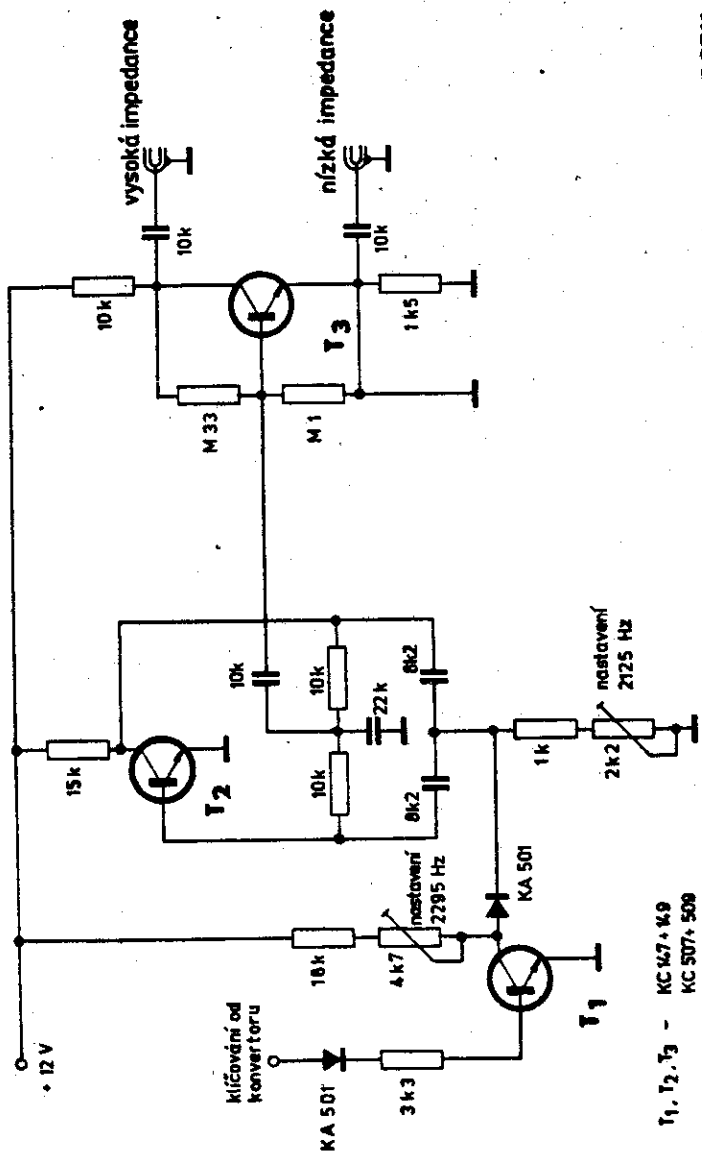 + 12 V
klíčování od
konvertoru
KA 501
3k3
T1
18k
4k7
nastavení
2295 Hz
KA 501
15k
T2
10k
10k
10k
22k
8k2
8k2
1k
2k2
nastavení
2125 Hz
M 33
M 1
T3
10k
10k
vysoká impedance
10k
nízká impedance
1k5
T1, T2, T3 - KC 147÷149
KC 507÷509